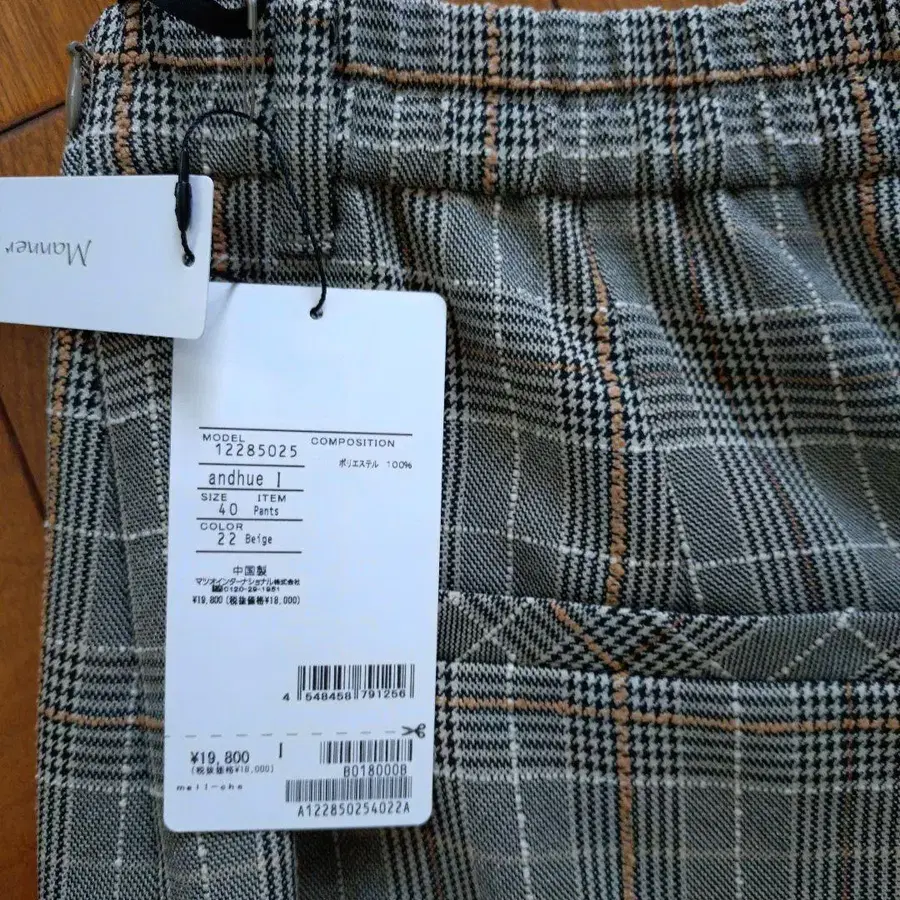 Manner
MODEL
12285025
COMPOSITION
ポリエステル 100%
andhue I
SIZE ITEM
40 Pants
COLOR
22 Beige
中国製
マツオインターナショナル株式会社
0120-29-1951
¥19,800(税抜価格¥18,000)
4 548458 791256
¥19,800 I
(税抜価格¥18,000)
B018000B
mell-che
A122850254022A